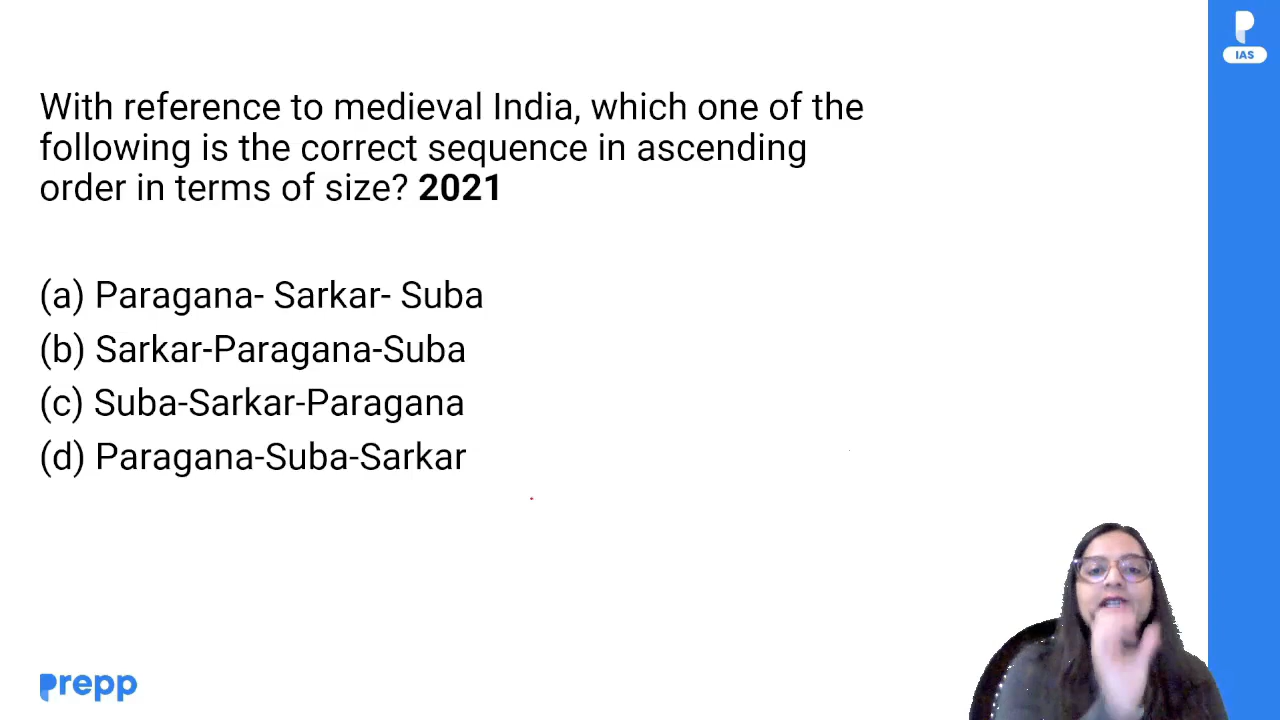 IAS
With reference to medieval India, which one of the
following is the correct sequence in ascending
order in terms of size? 2021
(a) Paragana- Sarkar- Suba
(b) Sarkar-Paragana-Suba
(c) Suba-Sarkar-Paragana
(d) Paragana-Suba-Sarkar
prepp